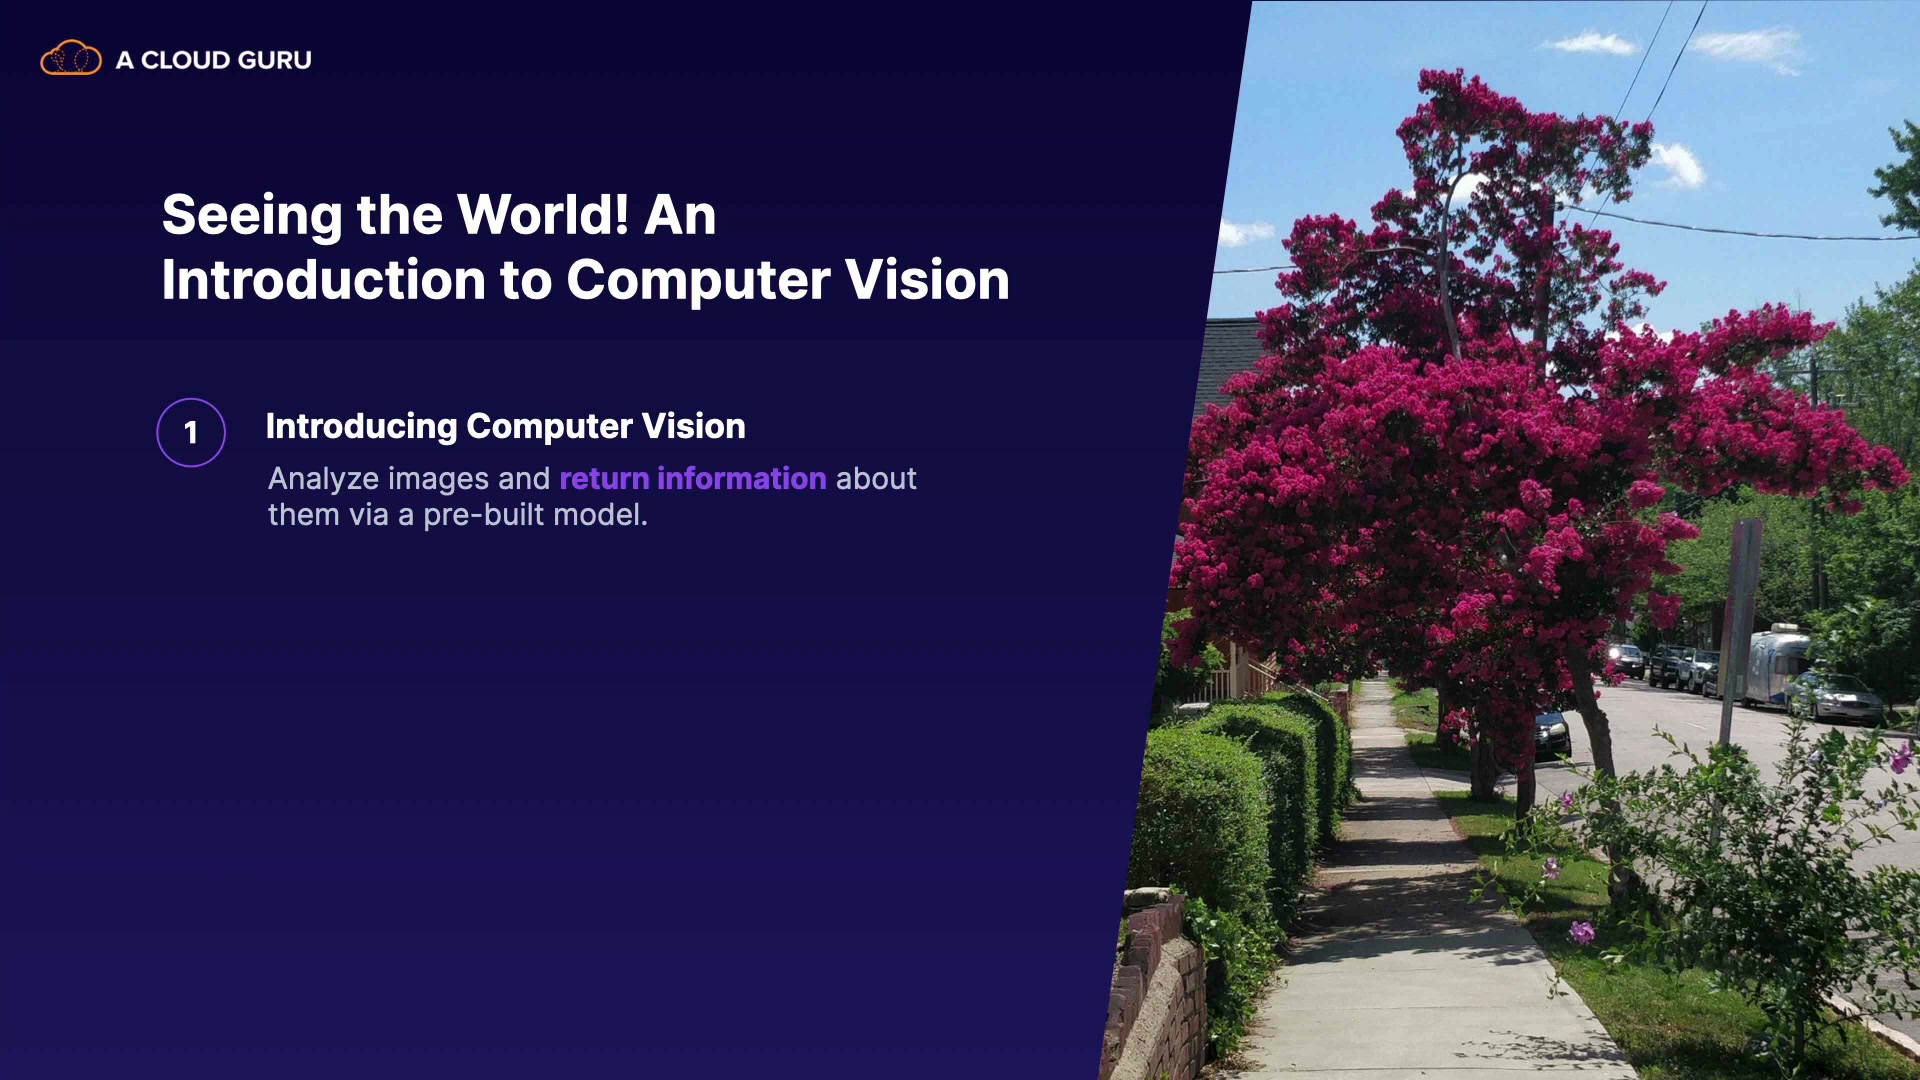 A CLOUD GURU
Seeing the World! An
Introduction to Computer Vision
1
Introducing Computer Vision
Analyze images and return information about
them via a pre-built model.